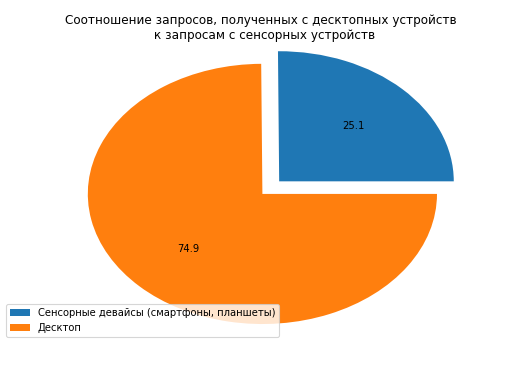 Соотношение запросов, полученных с десктопных устройств
к запросам с сенсорных устройств
25.1
74.9
Сенсорные девайсы (смартфоны, планшеты)
Десктоп